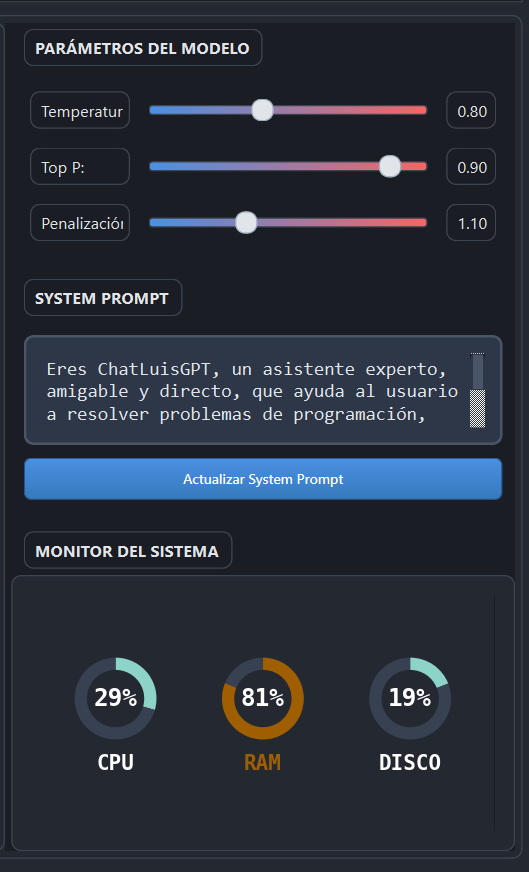 PARÁMETROS DEL MODELO
Temperatur 0.80
Top P: 0.90
Penalización 1.10
SYSTEM PROMPT
Eres ChatLuisGPT, un asistente experto,
amigable y directo, que ayuda al usuario
a resolver problemas de programación,
Actualizar System Prompt
MONITOR DEL SISTEMA
29% 81% 19%
CPU RAM DISCO